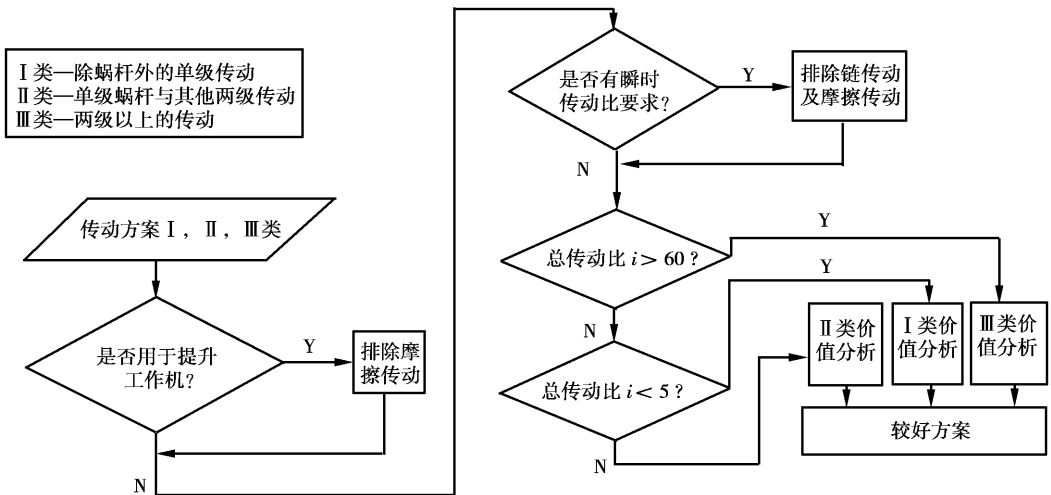 Ⅰ类—除蜗杆外的单级传动
Ⅱ类—单级蜗杆与其他两级传动
Ⅲ类—两级以上的传动
传动方案Ⅰ，Ⅱ，Ⅲ类
是否用于提升
工作机?
Y
排除摩
擦传动
N
是否有瞬时
传动比要求?
Y
排除链传动
及摩擦传动
N
总传动比 i＞60?
Y
N
总传动比 i＜5?
Y
N
Ⅱ类价
值分析
Ⅰ类价
值分析
Ⅲ类价
值分析
较好方案